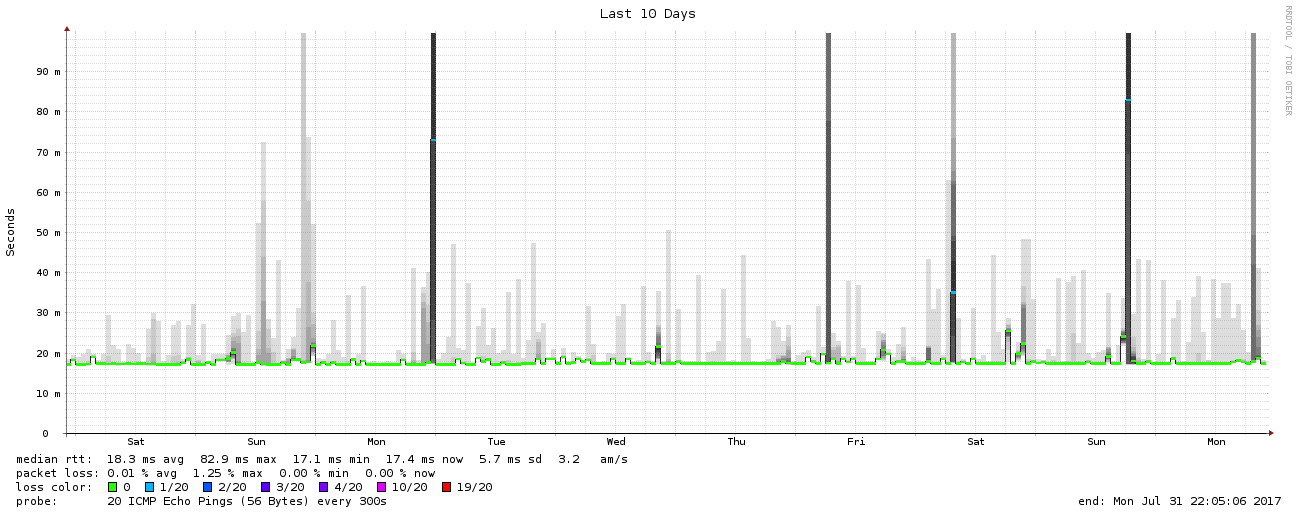 Last 10 Days
RRDTOOL / TOBI OETIKER
Seconds
90 m
80 m
70 m
60 m
50 m
40 m
30 m
20 m
10 m
0
Sat Sun Mon Tue Wed Thu Fri Sat Sun Mon
median rtt: 18.3 ms avg 82.9 ms max 17.1 ms min 17.4 ms now 5.7 ms sd 3.2 am/s
packet loss: 0.01 % avg 1.25 % max 0.00 % min 0.00 % now
loss color: 0 1/20 2/20 3/20 4/20 10/20 19/20
probe: 20 ICMP Echo Pings (56 Bytes) every 300s end: Mon Jul 31 22:05:06 2017